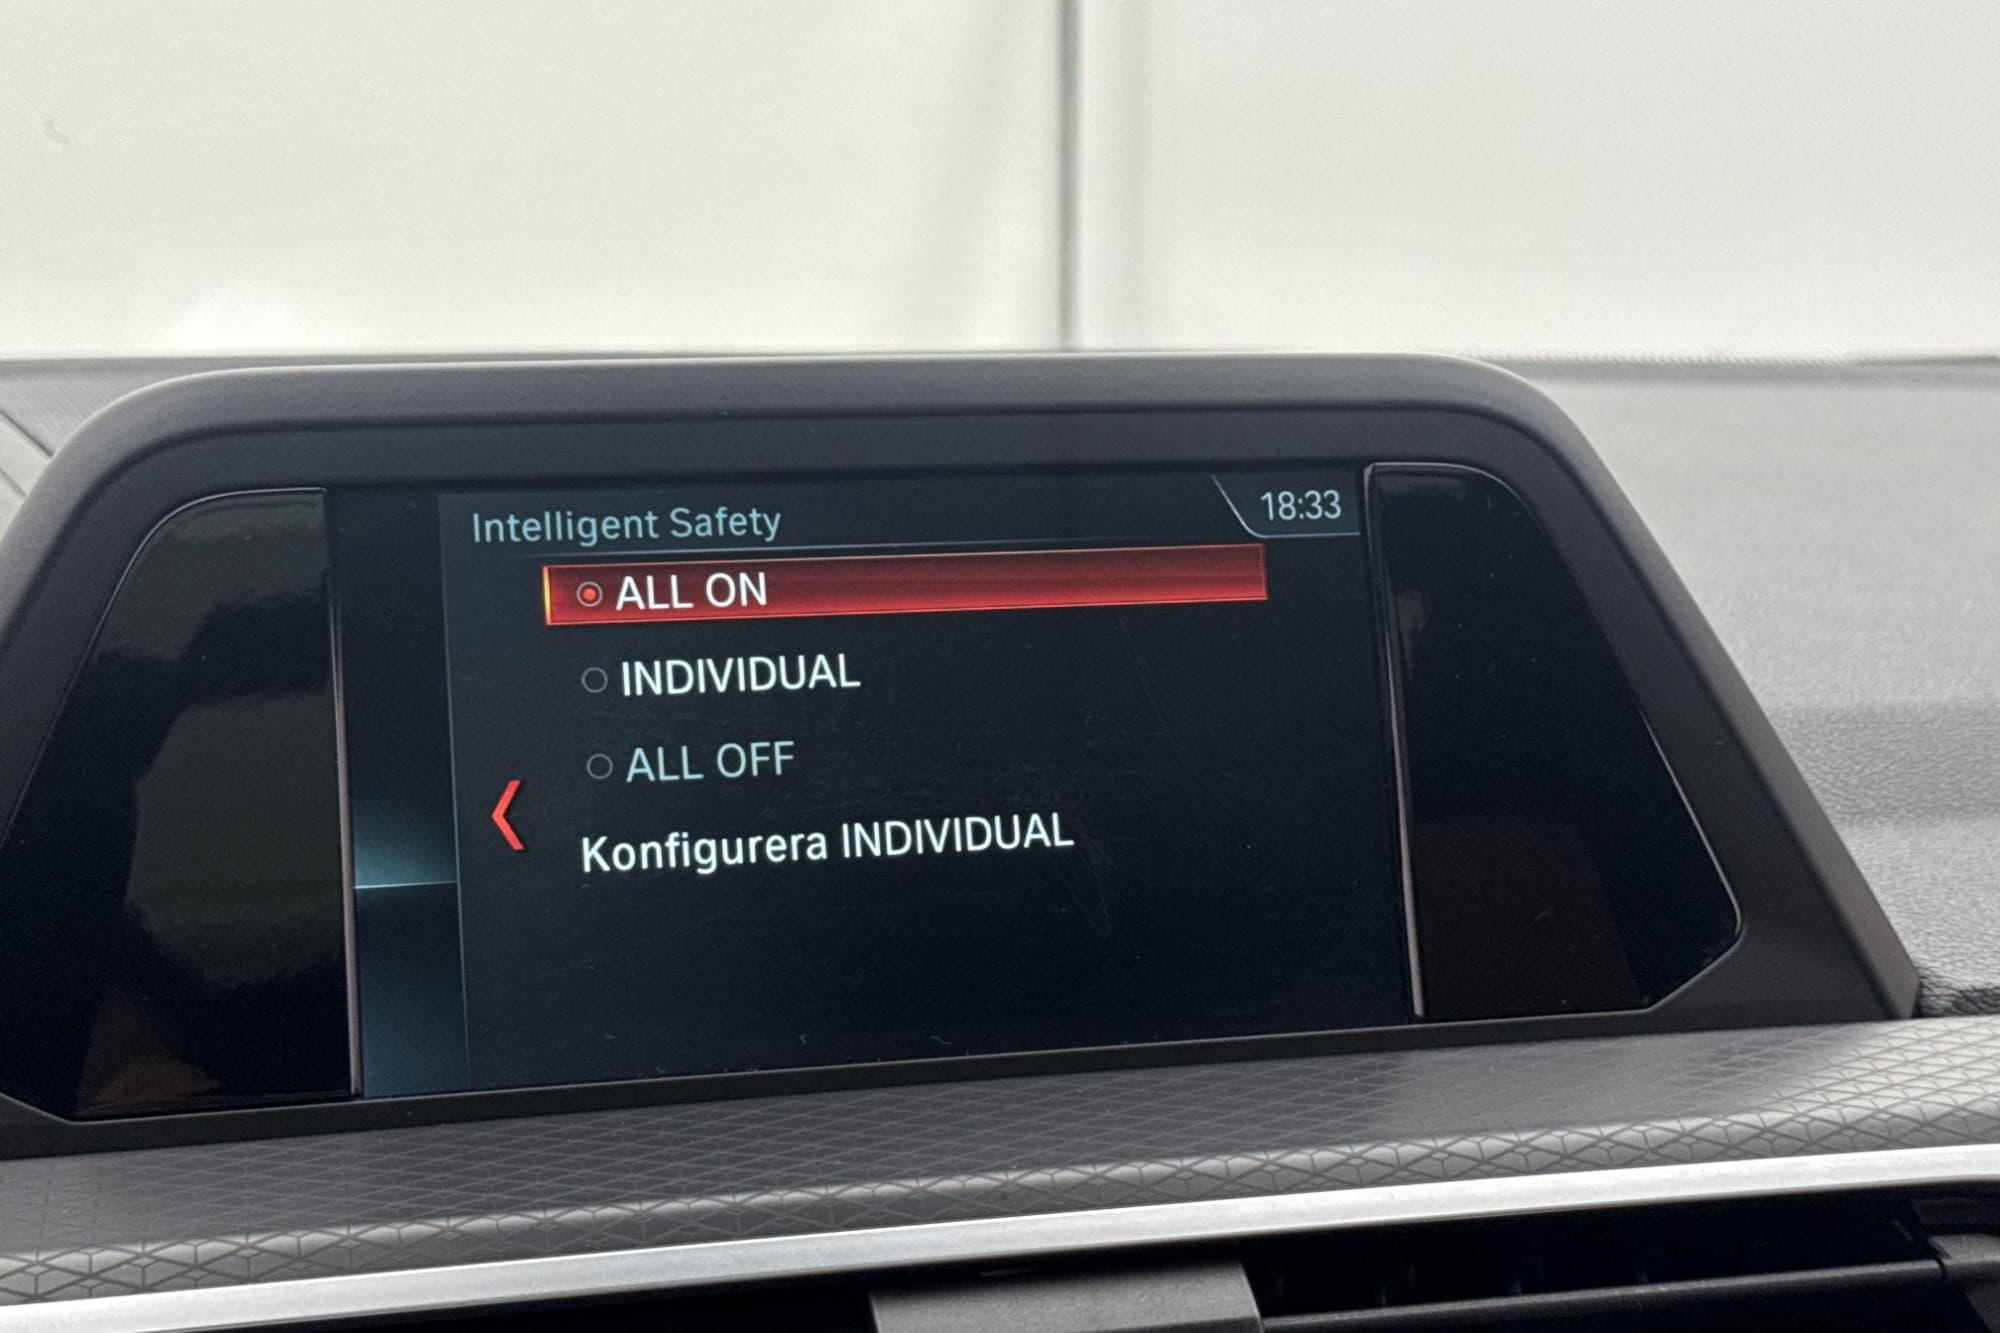 Intelligent Safety
18:33
ALL ON
INDIVIDUAL
ALL OFF
Konfigurera INDIVIDUAL